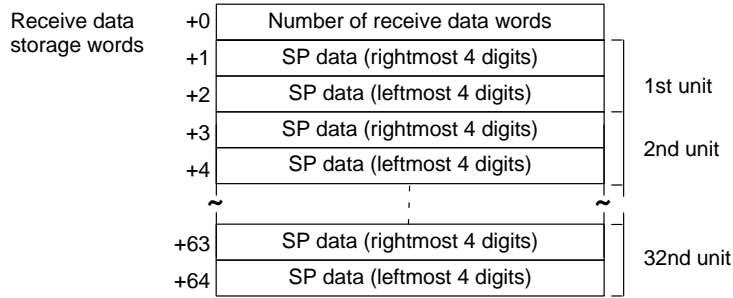 Receive data
storage words
+0 Number of receive data words
+1 SP data (rightmost 4 digits)
+2 SP data (leftmost 4 digits)
1st unit
+3 SP data (rightmost 4 digits)
+4 SP data (leftmost 4 digits)
2nd unit
~ ~
+63 SP data (rightmost 4 digits)
+64 SP data (leftmost 4 digits)
32nd unit